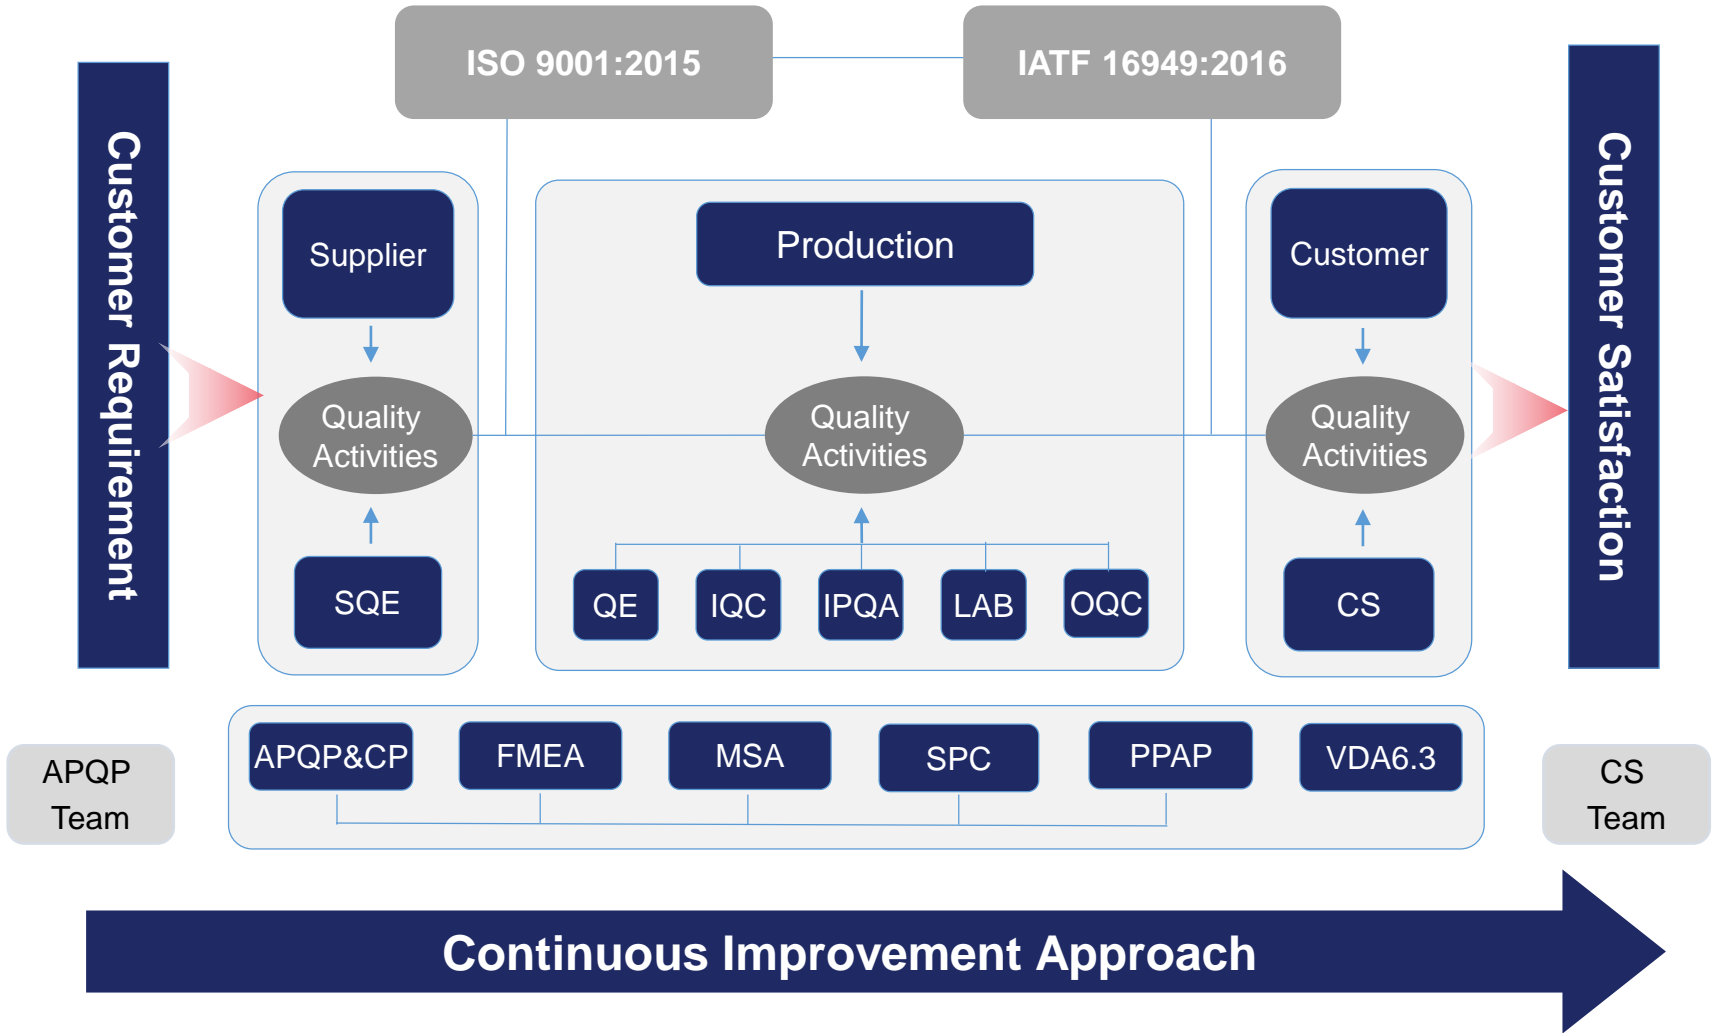 ISO 9001:2015
IATF 16949:2016
Customer Requirement
Supplier
Quality
Activities
SQE
Production
Quality
Activities
QE
IQC
IPQA
LAB
OQC
Customer
Quality
Activities
CS
Customer Satisfaction
APQP
Team
APQP&CP
FMEA
MSA
SPC
PPAP
VDA6.3
CS
Team
Continuous Improvement Approach